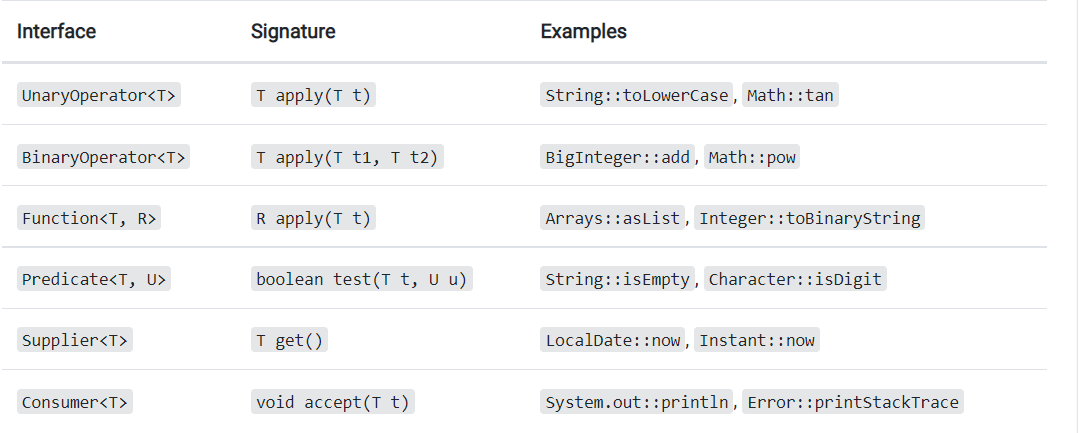 Interface Signature Examples
UnaryOperator<T> T apply(T t) String::toLowerCase, Math::tan
BinaryOperator<T> T apply(T t1, T t2) BigInteger::add, Math::pow
Function<T, R> R apply(T t) Arrays::asList, Integer::toBinaryString
Predicate<T, U> boolean test(T t, U u) String::isEmpty, Character::isDigit
Supplier<T> T get() LocalDate::now, Instant::now
Consumer<T> void accept(T t) System.out::println, Error::printStackTrace